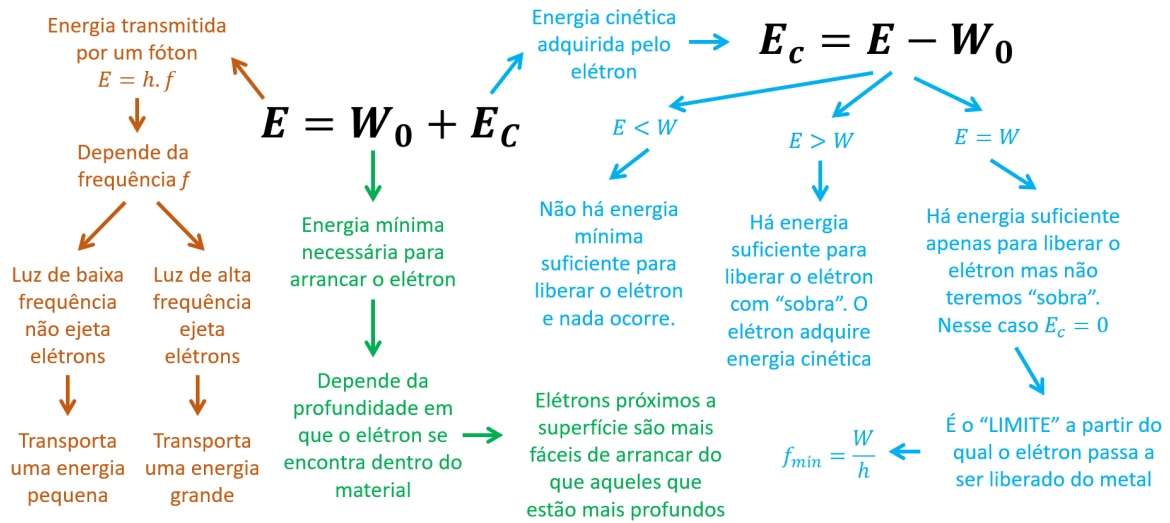 Energia transmitida
por um fóton
E = h.f
Depende da
frequência f
Luz de baixa
frequência
não ejeta
elétrons
Transporta
uma energia
pequena
Luz de alta
frequência
ejeta
elétrons
Transporta
uma energia
grande
E = W₀ + E_C
Energia mínima
necessária para
arrancar o elétron
Depende da
profundidade em
que o elétron se
encontra dentro do
material
Elétrons próximos a
superfície são mais
fáceis de arrancar do
que aqueles que
estão mais profundos
Energia cinética
adquirida pelo
elétron
E_c = E − W₀
E < W
Não há energia
mínima
suficiente para
liberar o elétron
e nada ocorre.
E > W
Há energia
suficiente para
liberar o elétron
com “sobra”. O
elétron adquire
energia cinética
E = W
Há energia suficiente
apenas para liberar o
elétron mas não
teremos “sobra”.
Nesse caso E_c = 0
É o “LIMITE” a partir do
qual o elétron passa a
ser liberado do metal
f_mín = W/h